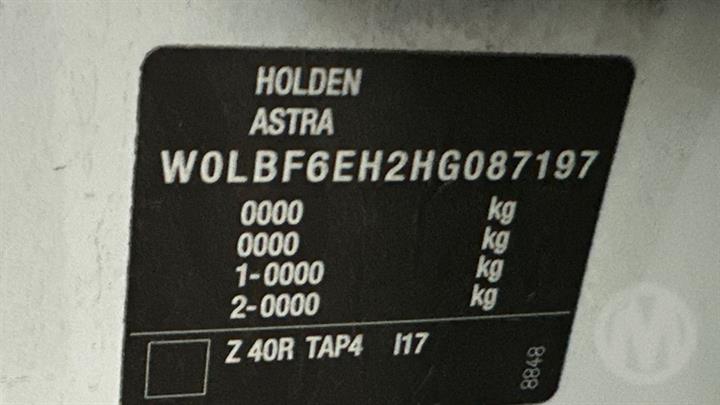 HOLDEN
ASTRA
W0LBF6EH2HG087197
0000 kg
0000 kg
1-0000 kg
2-0000 kg
Z 40R TAP4 I17
8848